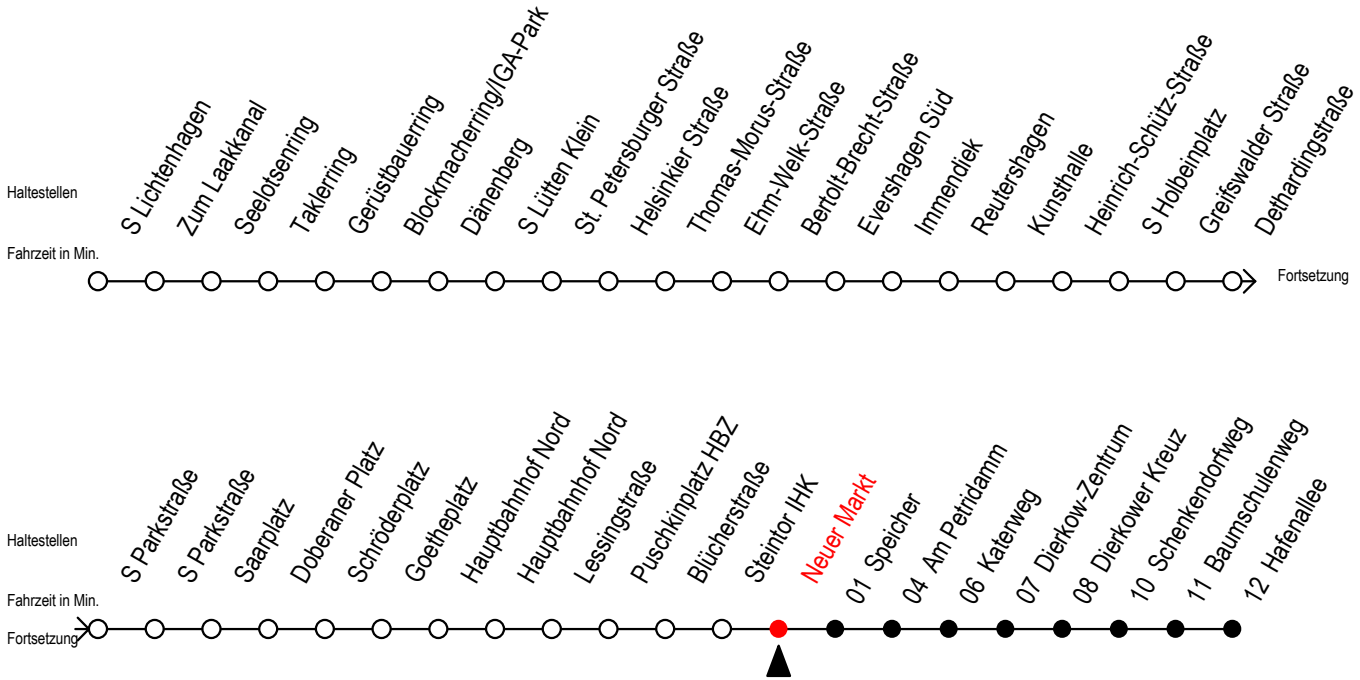 S Lichtenhagen
Zum Laakkanal
Seelotsenring
Taklerring
Gerüstbauerring
Blockmacherring/IGA-Park
Dänenberg
S Lütten Klein
St. Petersburger Straße
Helsinkier Straße
Thomas-Morus-Straße
Ehm-Welk-Straße
Bertolt-Brecht-Straße
Evershagen Süd
Immendiek
Reutershagen
Kunsthalle
Heinrich-Schütz-Straße
S Holbeinplatz
Greifswalder Straße
Dethardingstraße
Haltestellen
Fahrzeit in Min.
Fortsetzung
S Parkstraße
S Parkstraße
Saarplatz
Doberaner Platz
Schröderplatz
Goetheplatz
Hauptbahnhof Nord
Hauptbahnhof Nord
Lessingstraße
Puschkinplatz HBZ
Blücherstraße
Steintor IHK
Neuer Markt
01 Speicher
04 Am Petridamm
06 Katenweg
07 Dierkow-Zentrum
08 Dierkower Kreuz
10 Schenkendorfweg
11 Baumschulenweg
12 Hafenallee
Haltestellen
Fahrzeit in Min.
Fortsetzung